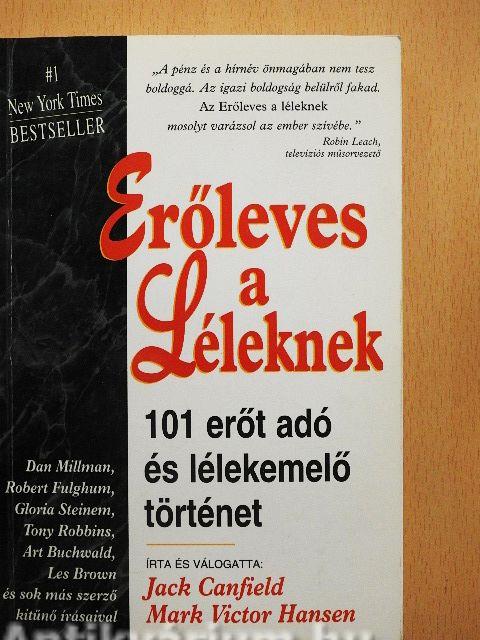 #1
New York Times
BESTSELLER
„A pénz és a hírnév önmagában nem tesz
boldoggá. Az igazi boldogság belülről fakad.
Az Erőleves a léleknek
mosolyt varázsol az ember szívébe.”
Robin Leach,
televíziós műsorvezető
Erőleves
a
Léleknek
101 erőt adó
és lélekemelő
történet
Dan Millman,
Robert Fulghum,
Gloria Steinem,
Tony Robbins,
Art Buchwald,
Les Brown
és sok más szerző
kitűnő írásaival
ÍRTA ÉS VÁLOGATTA:
Jack Canfield
Mark Victor Hansen